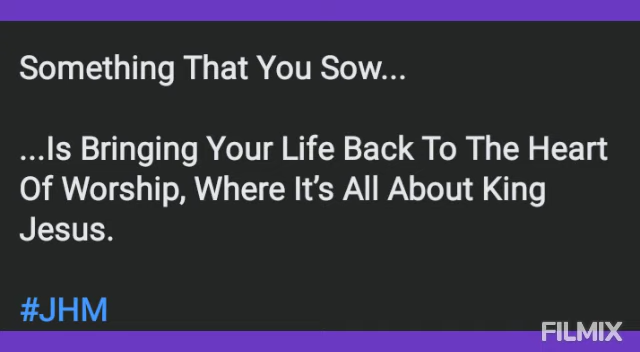 Something That You Sow...
...Is Bringing Your Life Back To The Heart
Of Worship, Where It’s All About King
Jesus.
#JHM
FILMIX